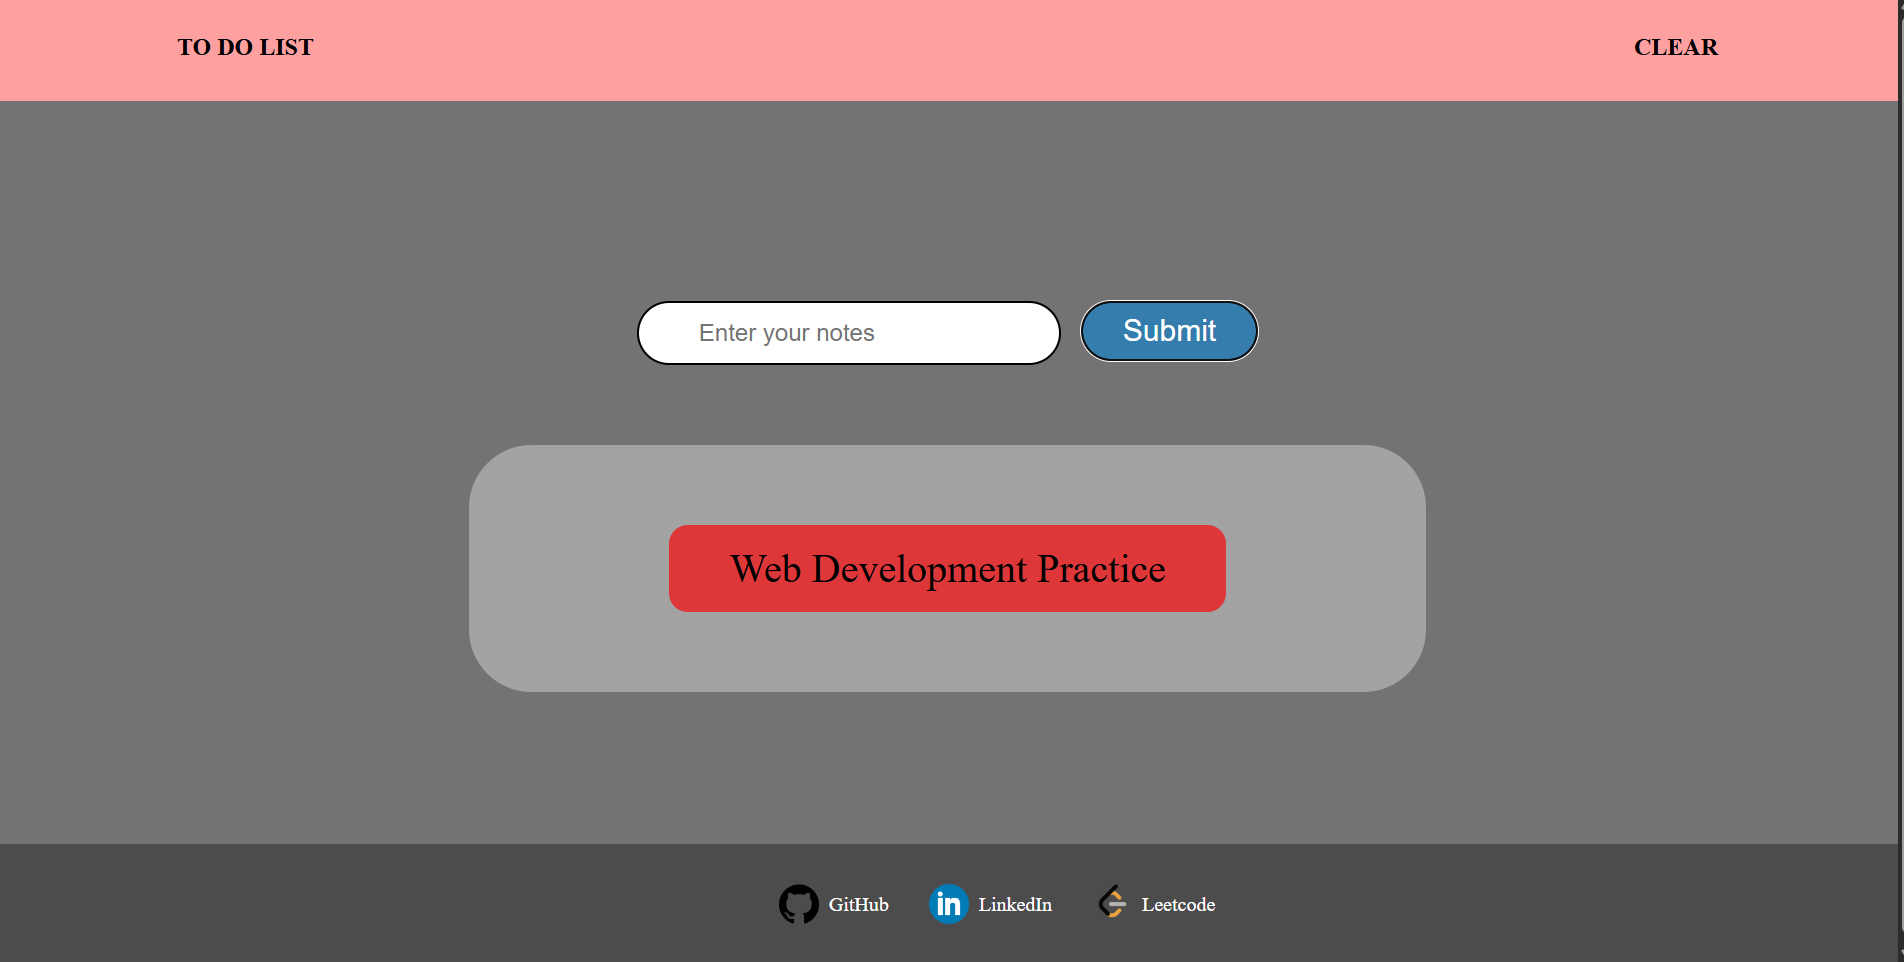 TO DO LIST
CLEAR
Enter your notes
Submit
Web Development Practice
GitHub
in
LinkedIn
Leetcode